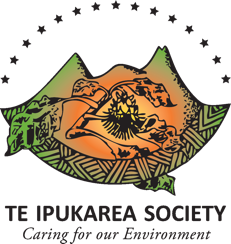 TE IPUKAREA SOCIETY
Caring for our Environment